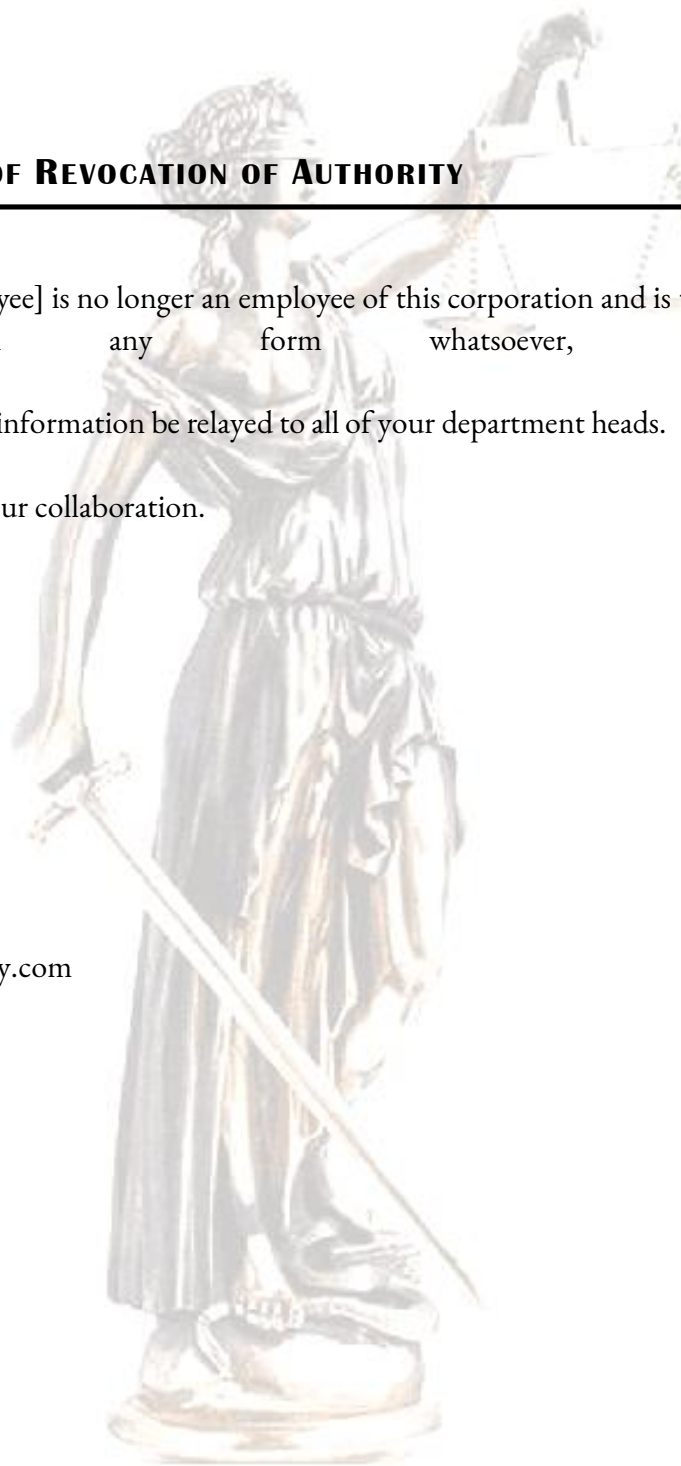 OF REVOCATION OF AUTHORITY
yee] is no longer an employee of this corporation and is
any form whatsoever,
information be relayed to all of your department heads.
ur collaboration.
y.com